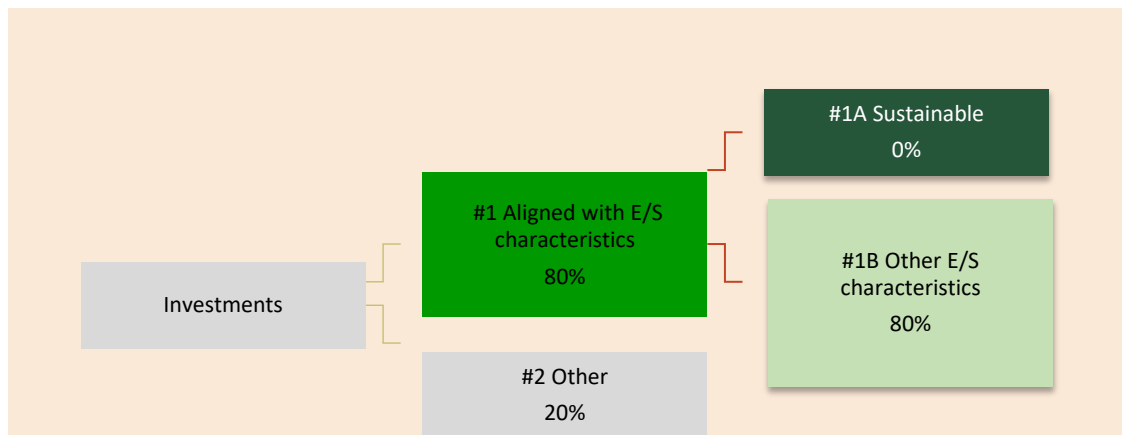 Investments
#1 Aligned with E/S
characteristics
80%
#2 Other
20%
#1A Sustainable
0%
#1B Other E/S
characteristics
80%